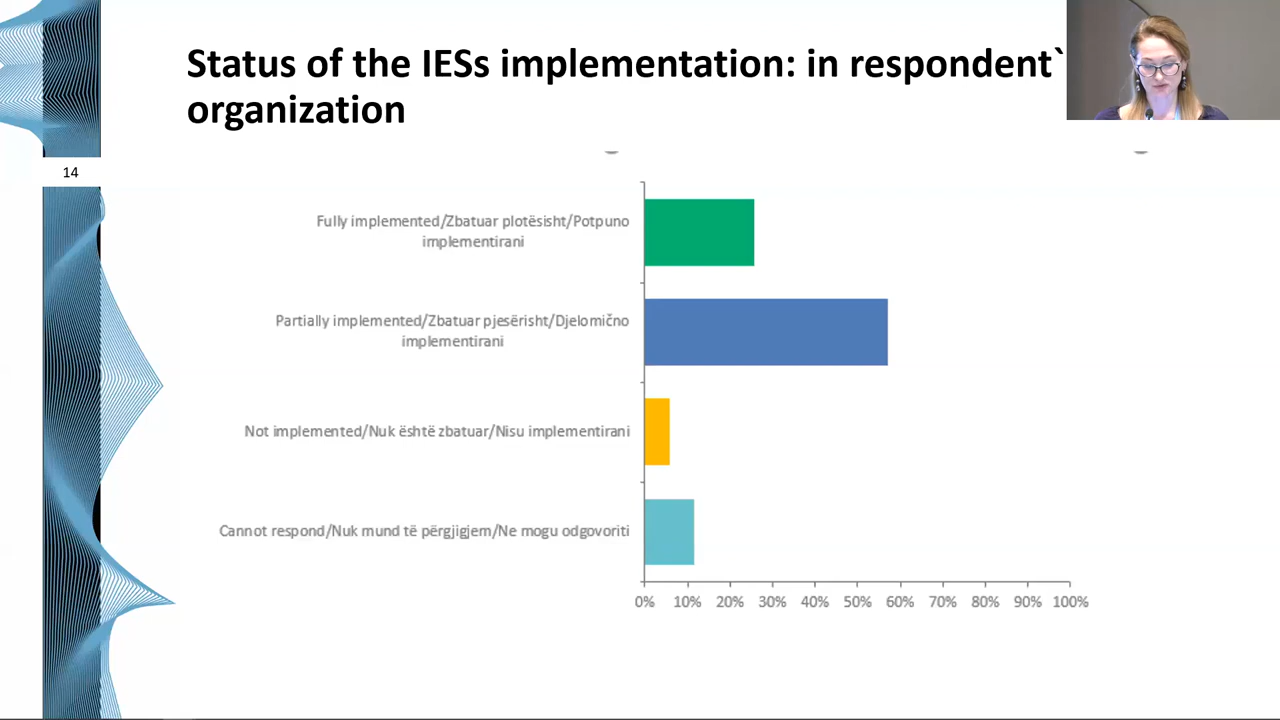 Status of the IESs implementation: in respondent`
organization
14
Fully implemented/Zbatuar plotësisht/Potpuno
implementirani
Partially implemented/Zbatuar pjesërisht/Djelomično
implementirani
Not implemented/Nuk është zbatuar/Nisu implementirani
Cannot respond/Nuk mund të përgjigjem/Ne mogu odgovoriti
0% 10% 20% 30% 40% 50% 60% 70% 80% 90% 100%